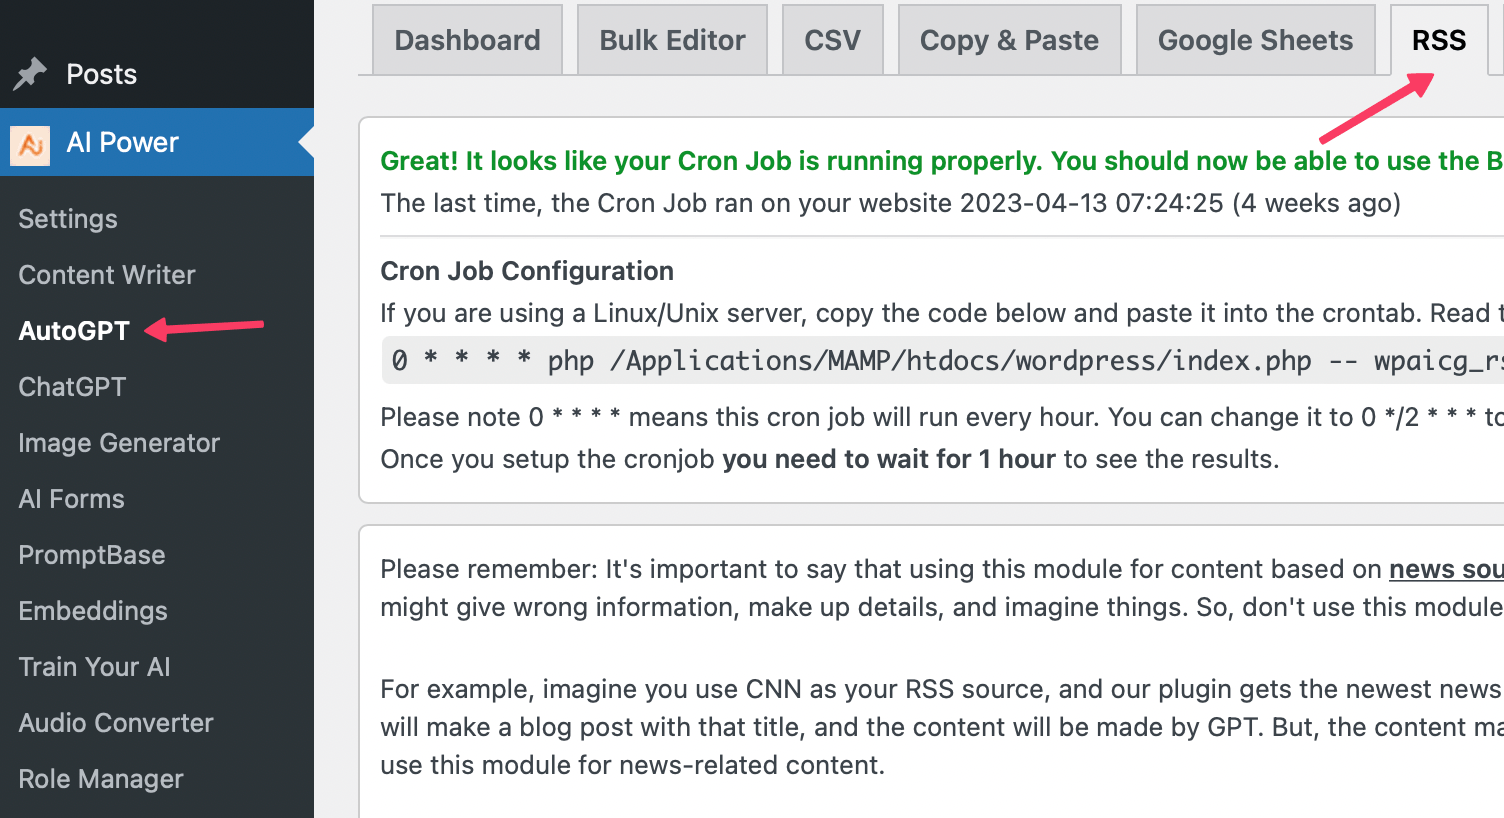 Dashboard
Bulk Editor
CSV
Copy & Paste
Google Sheets
RSS
Posts
AI Power
Settings
Content Writer
AutoGPT
ChatGPT
Image Generator
AI Forms
PromptBase
Embeddings
Train Your AI
Audio Converter
Role Manager
Great! It looks like your Cron Job is running properly. You should now be able to use the B
The last time, the Cron Job ran on your website 2023-04-13 07:24:25 (4 weeks ago)
Cron Job Configuration
If you are using a Linux/Unix server, copy the code below and paste it into the crontab. Read t
0 * * * * php /Applications/MAMP/htdocs/wordpress/index.php -- wpaicg_rs
Please note 0 * * * * means this cron job will run every hour. You can change it to 0 */2 * * * to
Once you setup the cronjob you need to wait for 1 hour to see the results.
Please remember: It's important to say that using this module for content based on news sou
might give wrong information, make up details, and imagine things. So, don't use this module
For example, imagine you use CNN as your RSS source, and our plugin gets the newest news
will make a blog post with that title, and the content will be made by GPT. But, the content ma
use this module for news-related content.